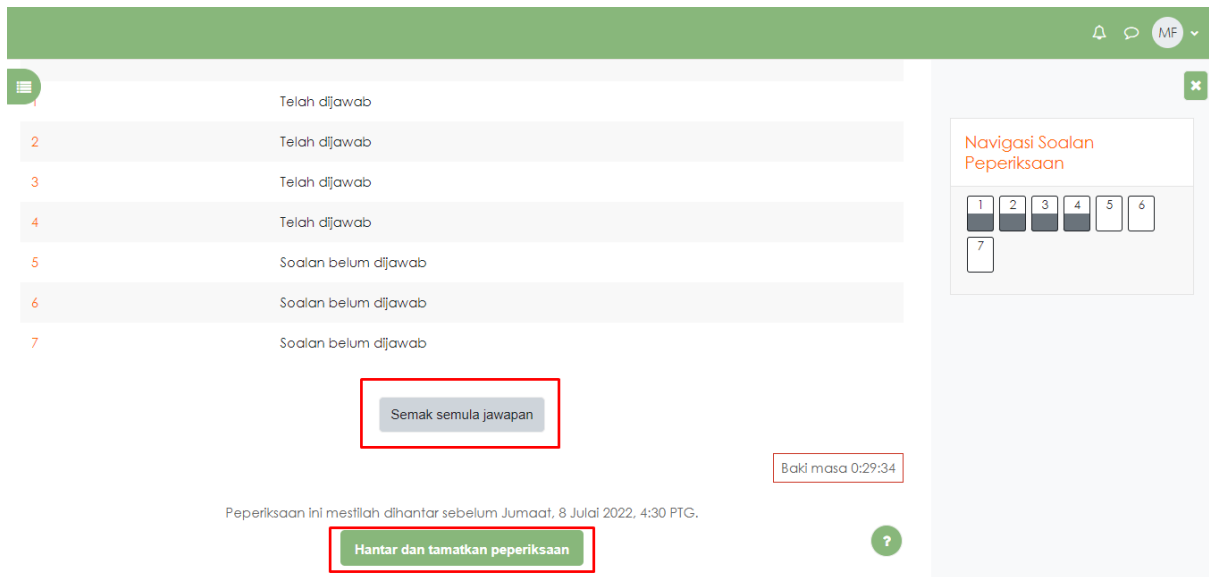 MF
1 Telah dijawab
2 Telah dijawab
3 Telah dijawab
4 Telah dijawab
5 Soalan belum dijawab
6 Soalan belum dijawab
7 Soalan belum dijawab
Semak semula jawapan
Baki masa 0:29:34
Peperiksaan ini mestilah dihantar sebelum Jumaat, 8 Julai 2022, 4:30 PTG.
Hantar dan tamatkan peperiksaan
?
Navigasi Soalan
Peperiksaan
1 2 3 4 5 6
7